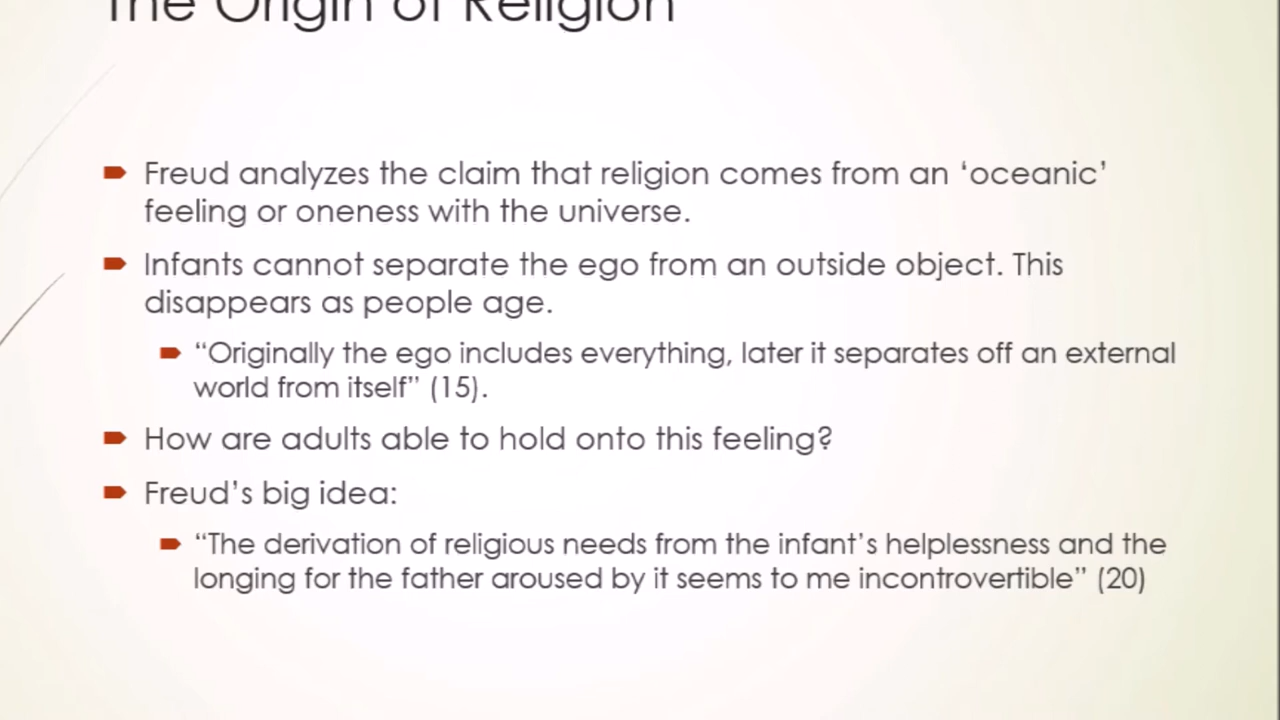 The Origin of Religion
Freud analyzes the claim that religion comes from an ‘oceanic’
feeling or oneness with the universe.
Infants cannot separate the ego from an outside object. This
disappears as people age.
“Originally the ego includes everything, later it separates off an external
world from itself” (15).
How are adults able to hold onto this feeling?
Freud’s big idea:
“The derivation of religious needs from the infant’s helplessness and the
longing for the father aroused by it seems to me incontrovertible” (20)